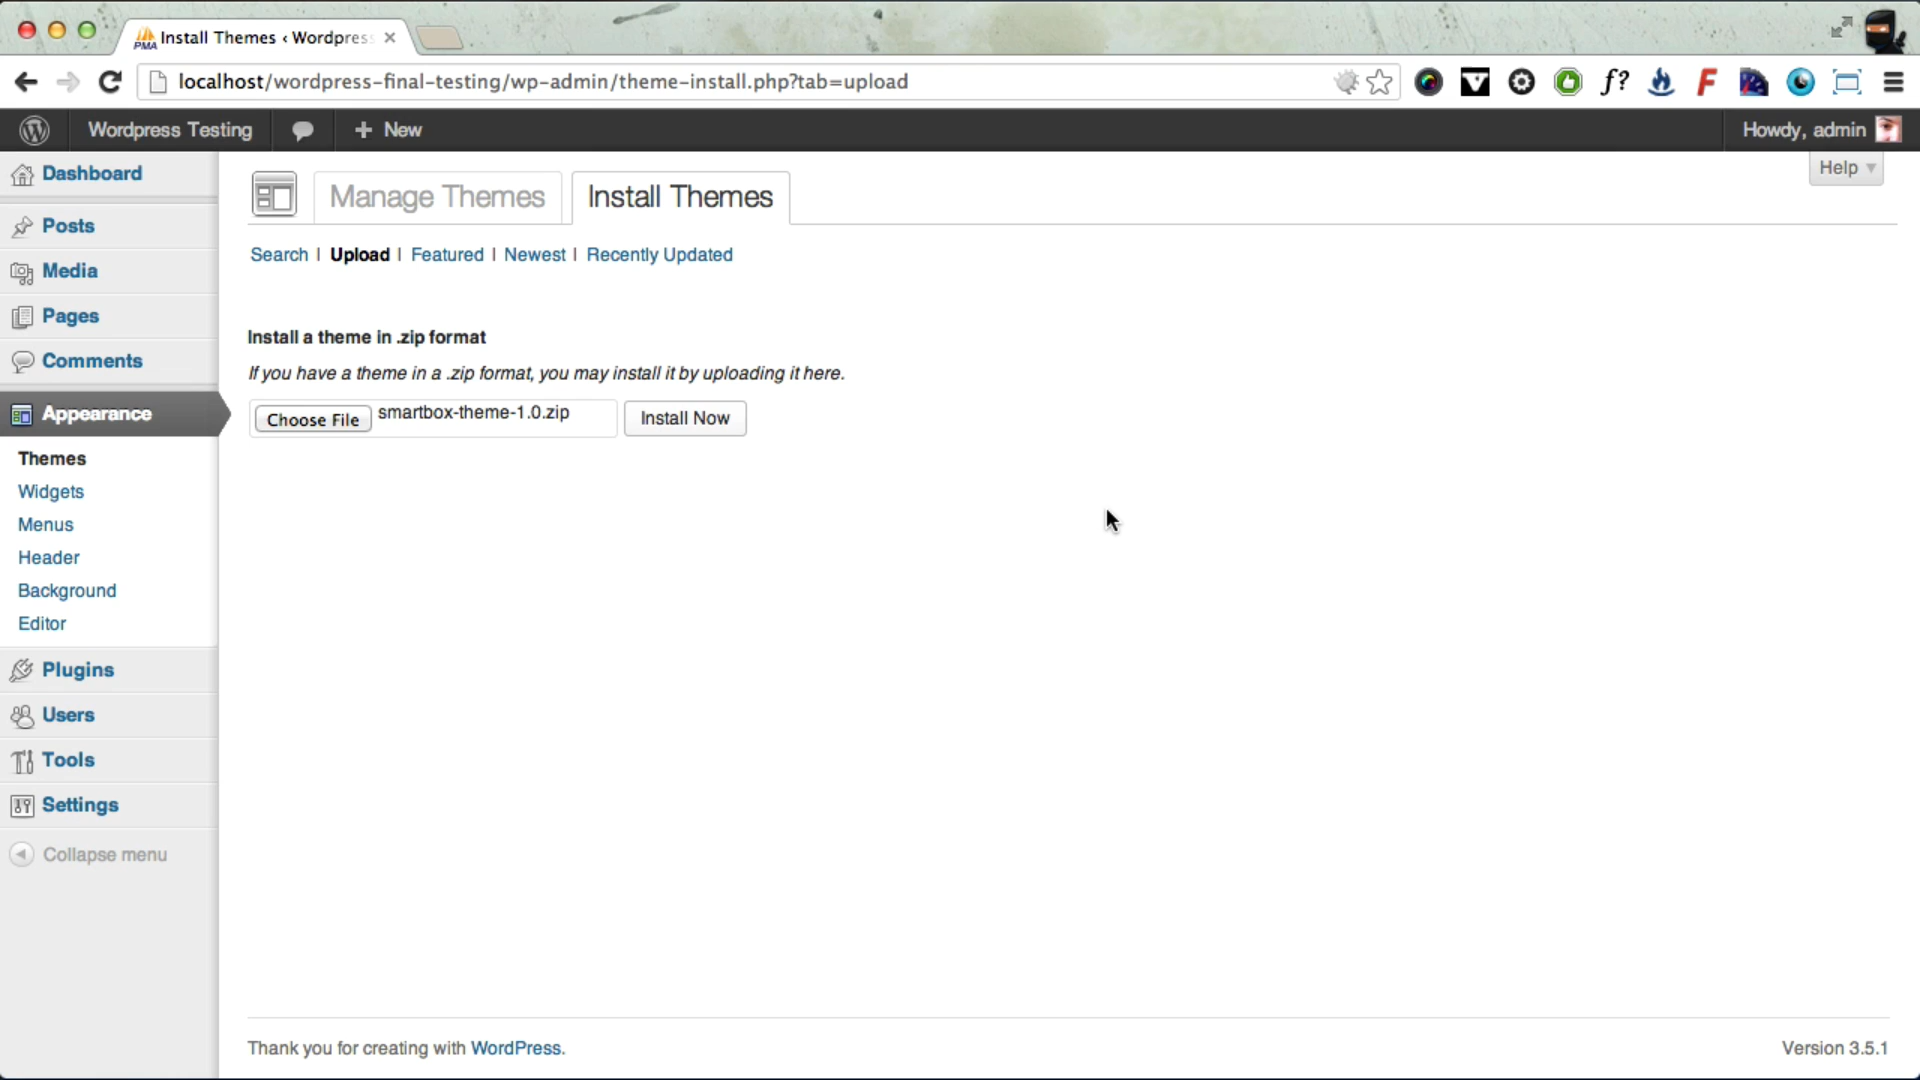 PMA Install Themes ‹ Wordpres
localhost/wordpress-final-testing/wp-admin/theme-install.php?tab=upload
f?
F
Wordpress Testing
+ New
Howdy, admin
Help
Dashboard
Posts
Media
Pages
Comments
Appearance
Themes
Widgets
Menus
Header
Background
Editor
Plugins
Users
Tools
Settings
Collapse menu
Manage Themes
Install Themes
Search | Upload | Featured | Newest | Recently Updated
Install a theme in .zip format
If you have a theme in a .zip format, you may install it by uploading it here.
Choose File smartbox-theme-1.0.zip Install Now
Thank you for creating with WordPress.
Version 3.5.1